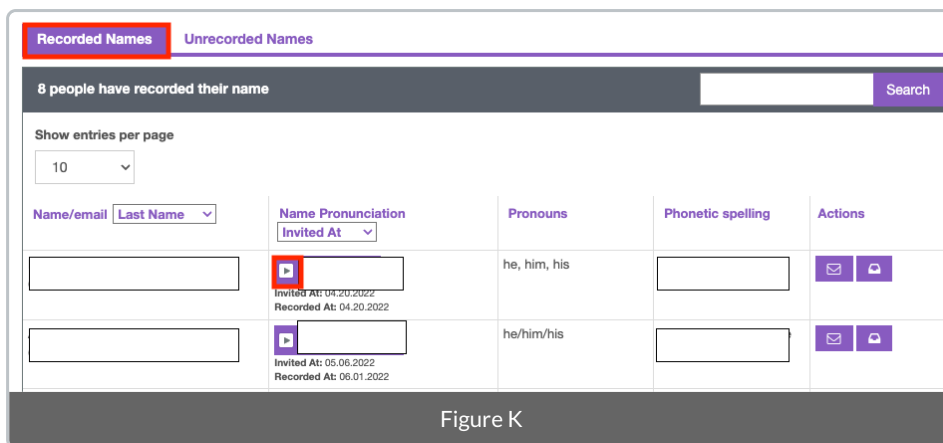 Recorded Names Unrecorded Names
8 people have recorded their name Search
Show entries per page
10
Name/email Last Name Name Pronunciation Pronouns Phonetic spelling Actions
Invited At
he, him, his
Invited At: 04.20.2022
Recorded At: 04.20.2022
he/him/his
Invited At: 05.06.2022
Recorded At: 06.01.2022
Figure K